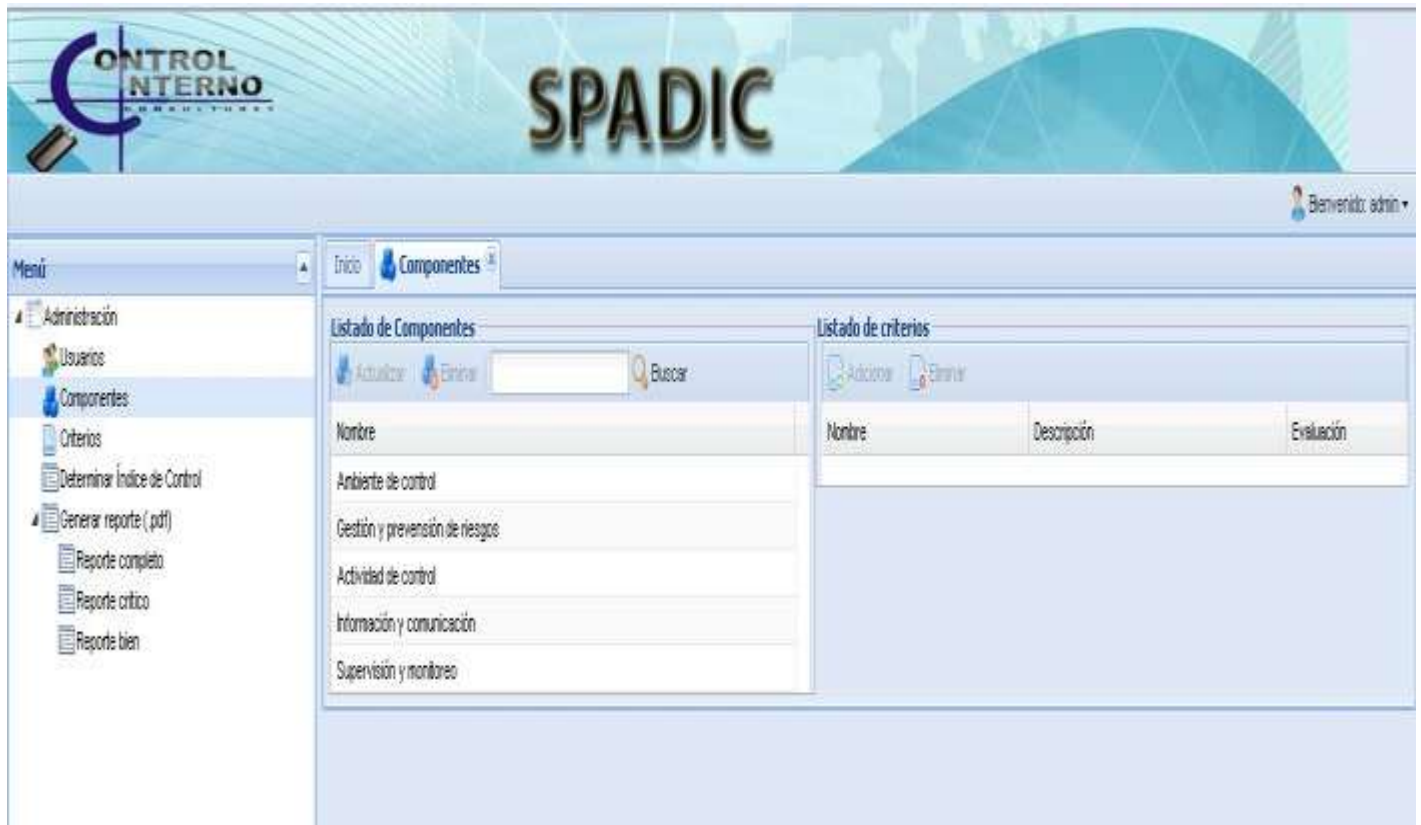 CONTROL
INTERNO
CONSULTORES
SPADIC
Bienvenido: admin
Menú
Administración
Usuarios
Componentes
Criterios
Determinar Índice de Control
Generar reporte (.pdf)
Reporte completo
Reporte critico
Reporte bien
Inicio
Componentes
Listado de Componentes
Actualizar Eliminar Buscar
Nombre
Ambiente de control
Gestión y prevensión de riesgos
Actividad de control
Información y comunicación
Supervisión y monitoreo
Listado de criterios
Adicionar Eliminar
Nombre Descripción Evaluación